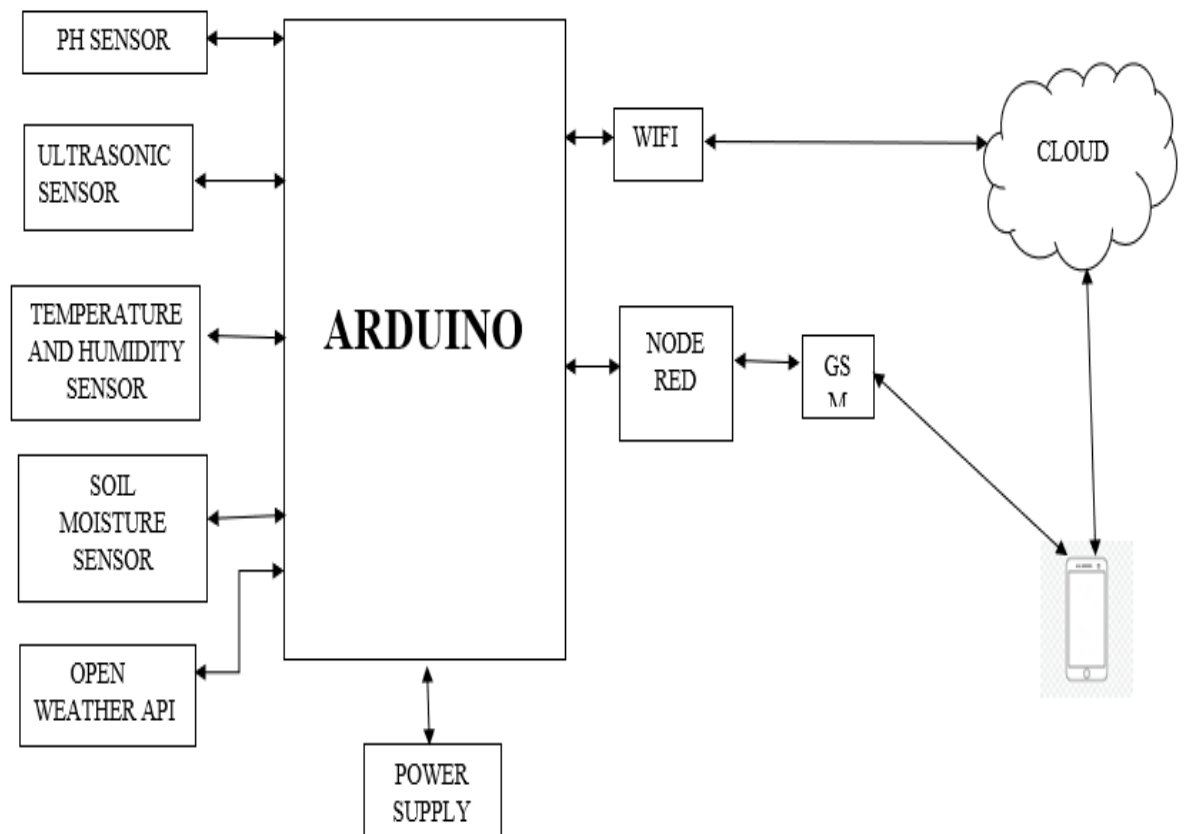 PH SENSOR
ULTRASONIC
SENSOR
TEMPERATURE
AND HUMIDITY
SENSOR
SOIL
MOISTURE
SENSOR
OPEN
WEATHER API
ARDUINO
POWER
SUPPLY
WIFI
NODE
RED
GS
M
CLOUD